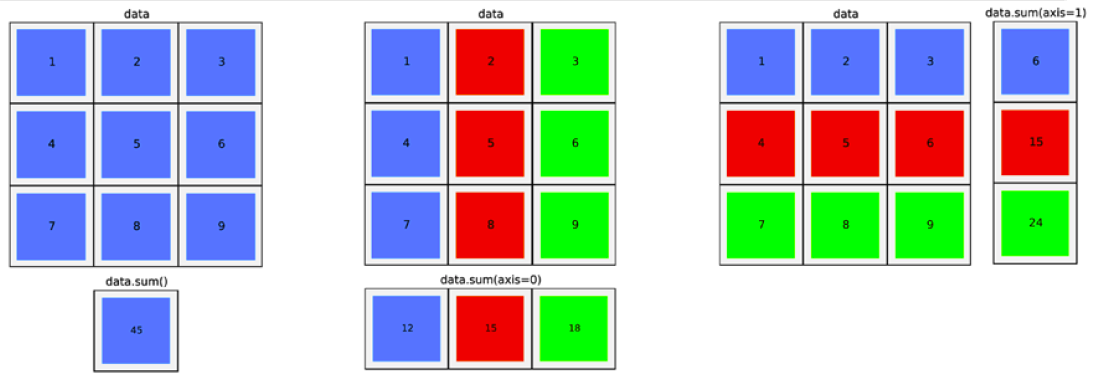 data
1 2 3
4 5 6
7 8 9
data.sum()
45
data
1 2 3
4 5 6
7 8 9
data.sum(axis=0)
12 15 18
data
1 2 3
4 5 6
7 8 9
data.sum(axis=1)
6
15
24